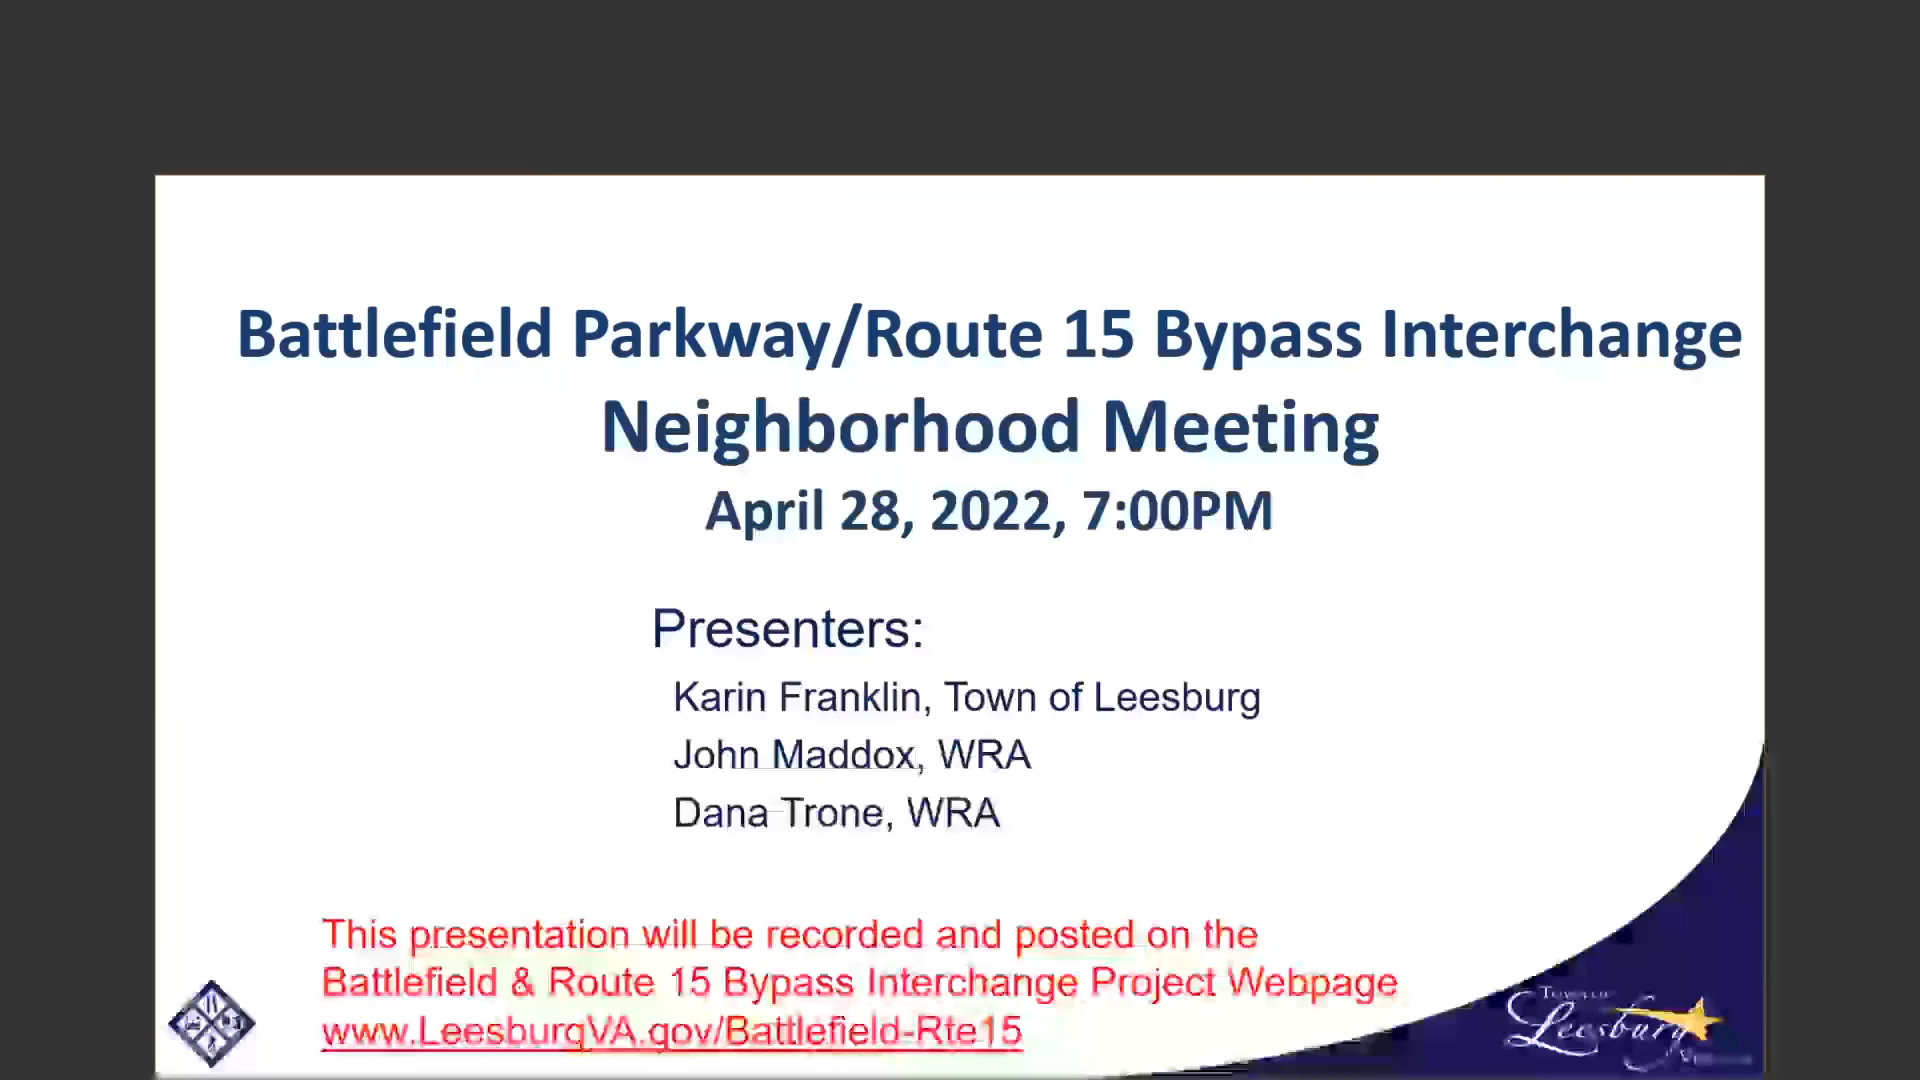 Battlefield Parkway/Route 15 Bypass Interchange
Neighborhood Meeting
April 28, 2022, 7:00PM
Presenters:
Karin Franklin, Town of Leesburg
John Maddox, WRA
Dana Trone, WRA
This presentation will be recorded and posted on the
Battlefield & Route 15 Bypass Interchange Project Webpage
www.LeesburgVA.gov/Battlefield-Rte15
Town of
Leesburg